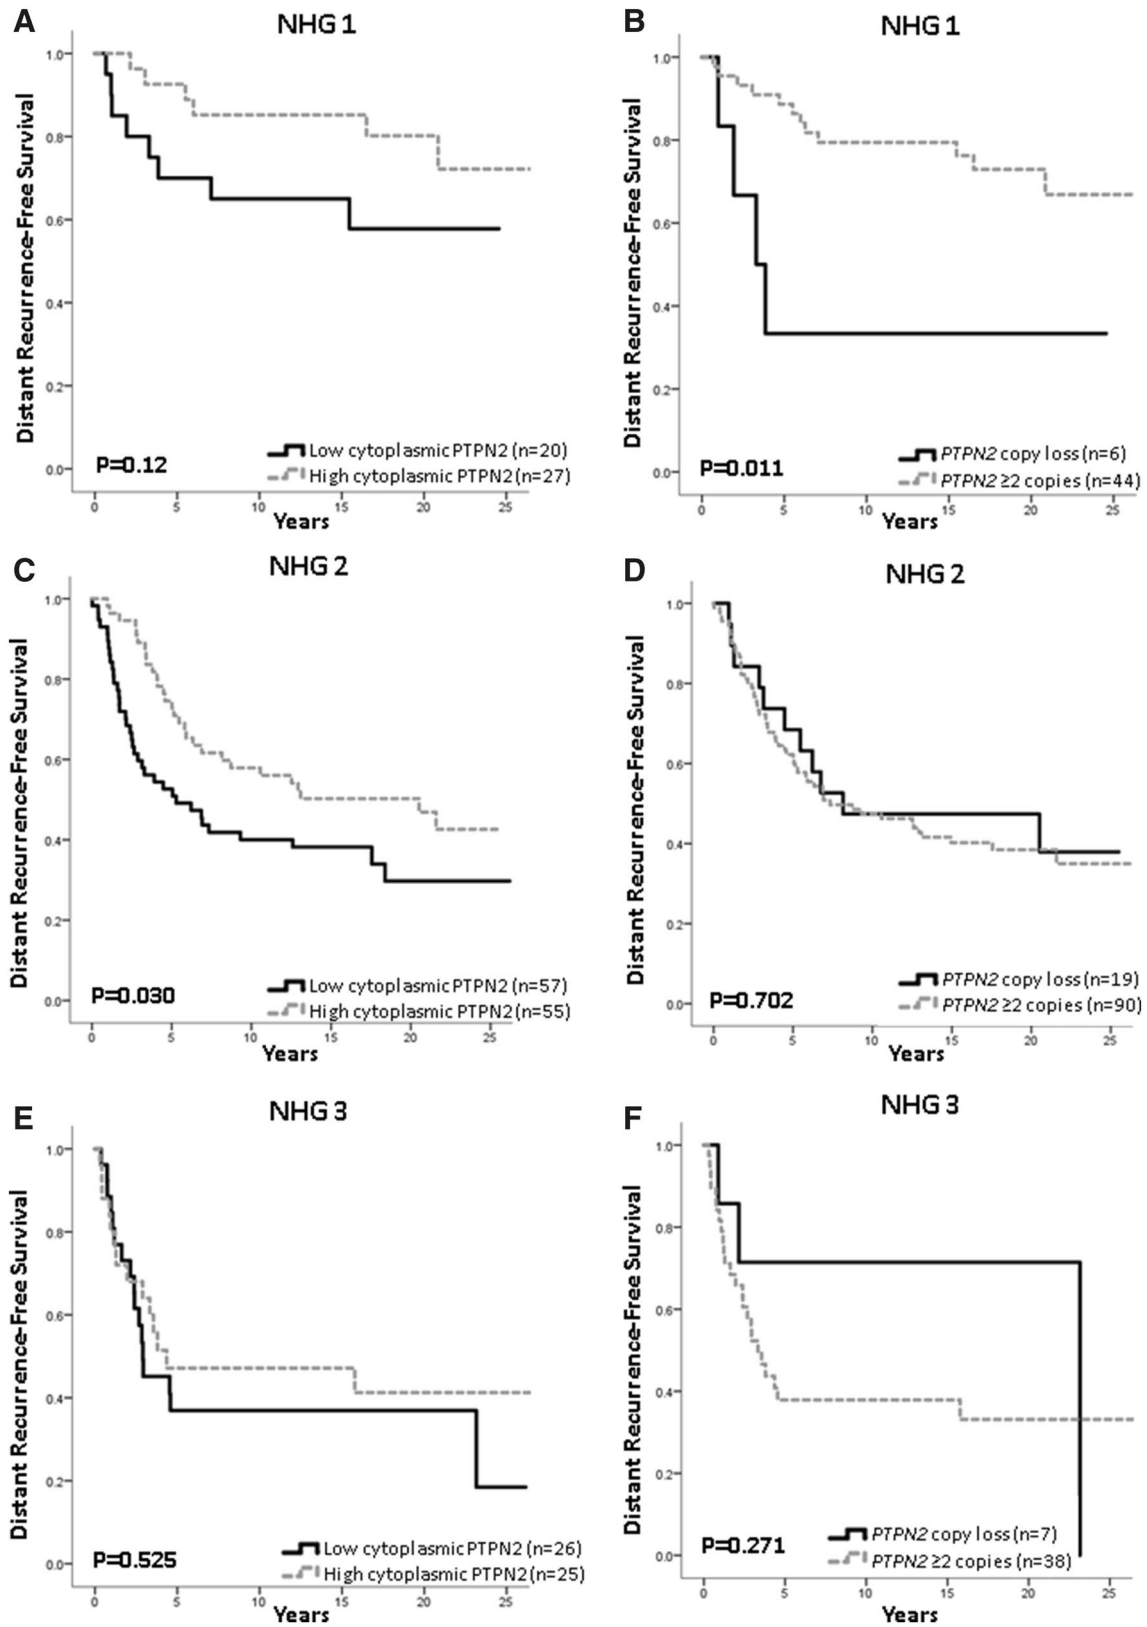 A
NHG 1
Distant Recurrence-Free Survival
1.0
0.8
0.6
0.4
0.2
0.0
P=0.12
Low cytoplasmic PTPN2 (n=20)
High cytoplasmic PTPN2 (n=27)
0 5 10 15 20 25
Years
B
NHG 1
Distant Recurrence-Free Survival
1.0
0.8
0.6
0.4
0.2
0.0
P=0.011
PTPN2 copy loss (n=6)
PTPN2 ≥2 copies (n=44)
0 5 10 15 20 25
Years
C
NHG 2
Distant Recurrence-Free Survival
1.0
0.8
0.6
0.4
0.2
0.0
P=0.030
Low cytoplasmic PTPN2 (n=57)
High cytoplasmic PTPN2 (n=55)
0 5 10 15 20 25
Years
D
NHG 2
Distant Recurrence-Free Survival
1.0
0.8
0.6
0.4
0.2
0.0
P=0.702
PTPN2 copy loss (n=19)
PTPN2 ≥2 copies (n=90)
0 5 10 15 20 25
Years
E
NHG 3
Distant Recurrence-Free Survival
1.0
0.8
0.6
0.4
0.2
0.0
P=0.525
Low cytoplasmic PTPN2 (n=26)
High cytoplasmic PTPN2 (n=25)
0 5 10 15 20 25
Years
F
NHG 3
Distant Recurrence-Free Survival
1.0
0.8
0.6
0.4
0.2
0.0
P=0.271
PTPN2 copy loss (n=7)
PTPN2 ≥2 copies (n=38)
0 5 10 15 20 25
Years